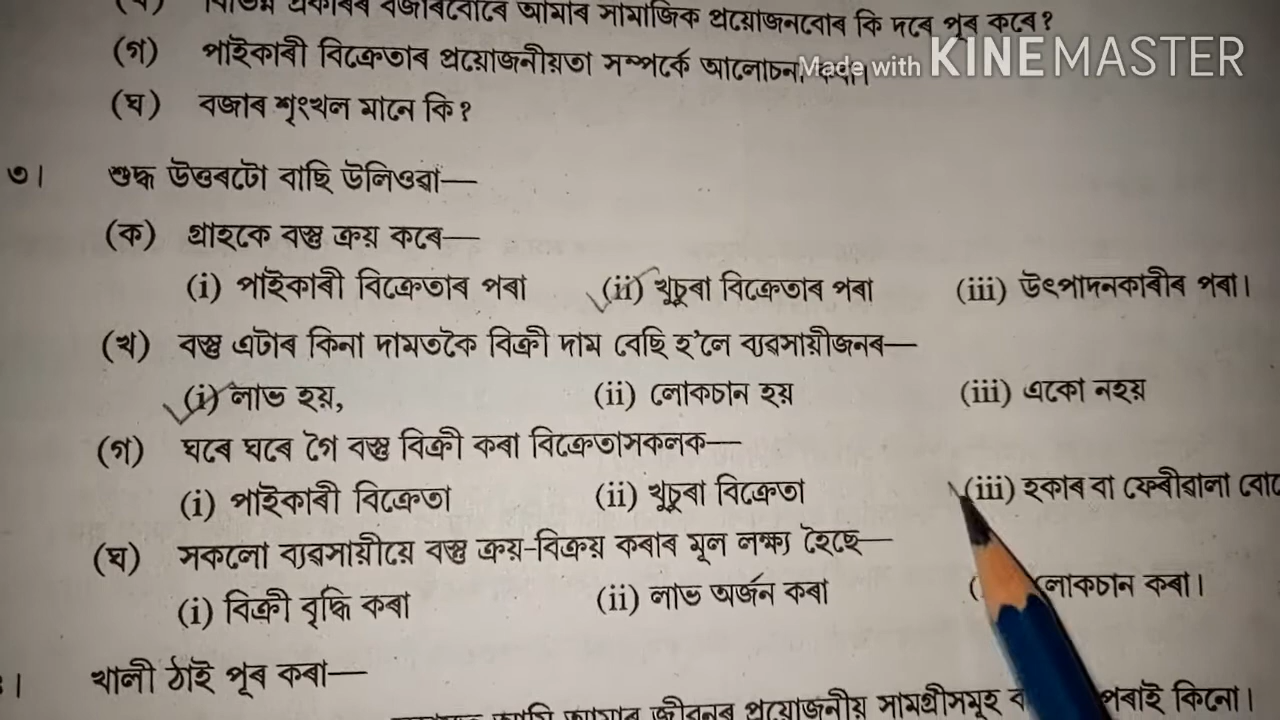 প্ৰকাৰৰ বজাৰবোৰে আমাৰ সামাজিক প্ৰয়োজনবোৰ কি দৰে পূৰ কৰে?
(গ) পাইকাৰী বিক্ৰেতাৰ প্ৰয়োজনীয়তা সম্পৰ্কে আলোচনা কৰা।
Made with KINEMASTER
(ঘ) বজাৰ শৃংখল মানে কি?
৩। শুদ্ধ উত্তৰটো বাছি উলিওৱা—
(ক) গ্ৰাহকে বস্তু ক্ৰয় কৰে—
(i) পাইকাৰী বিক্ৰেতাৰ পৰা (ii) খুচুৰা বিক্ৰেতাৰ পৰা (iii) উৎপাদনকাৰীৰ পৰা।
(খ) বস্তু এটাৰ কিনা দামতকৈ বিক্ৰী দাম বেছি হ'লে ব্যৱসায়ীজনৰ—
(i) লাভ হয়, (ii) লোকচান হয় (iii) একো নহয়
(গ) ঘৰে ঘৰে গৈ বস্তু বিক্ৰী কৰা বিক্ৰেতাসকলক—
(i) পাইকাৰী বিক্ৰেতা (ii) খুচুৰা বিক্ৰেতা (iii) হকাৰ বা ফেৰীৱালা
(ঘ) সকলো ব্যৱসায়ীয়ে বস্তু ক্ৰয়-বিক্ৰয় কৰাৰ মূল লক্ষ্য হৈছে—
(i) বিক্ৰী বৃদ্ধি কৰা (ii) লাভ অৰ্জন কৰা লোকচান কৰা।
খালী ঠাই পূৰ কৰা—
আমি আমাৰ জীৱনৰ প্ৰয়োজনীয় সামগ্ৰীসমূহ পৰাই কিনো।